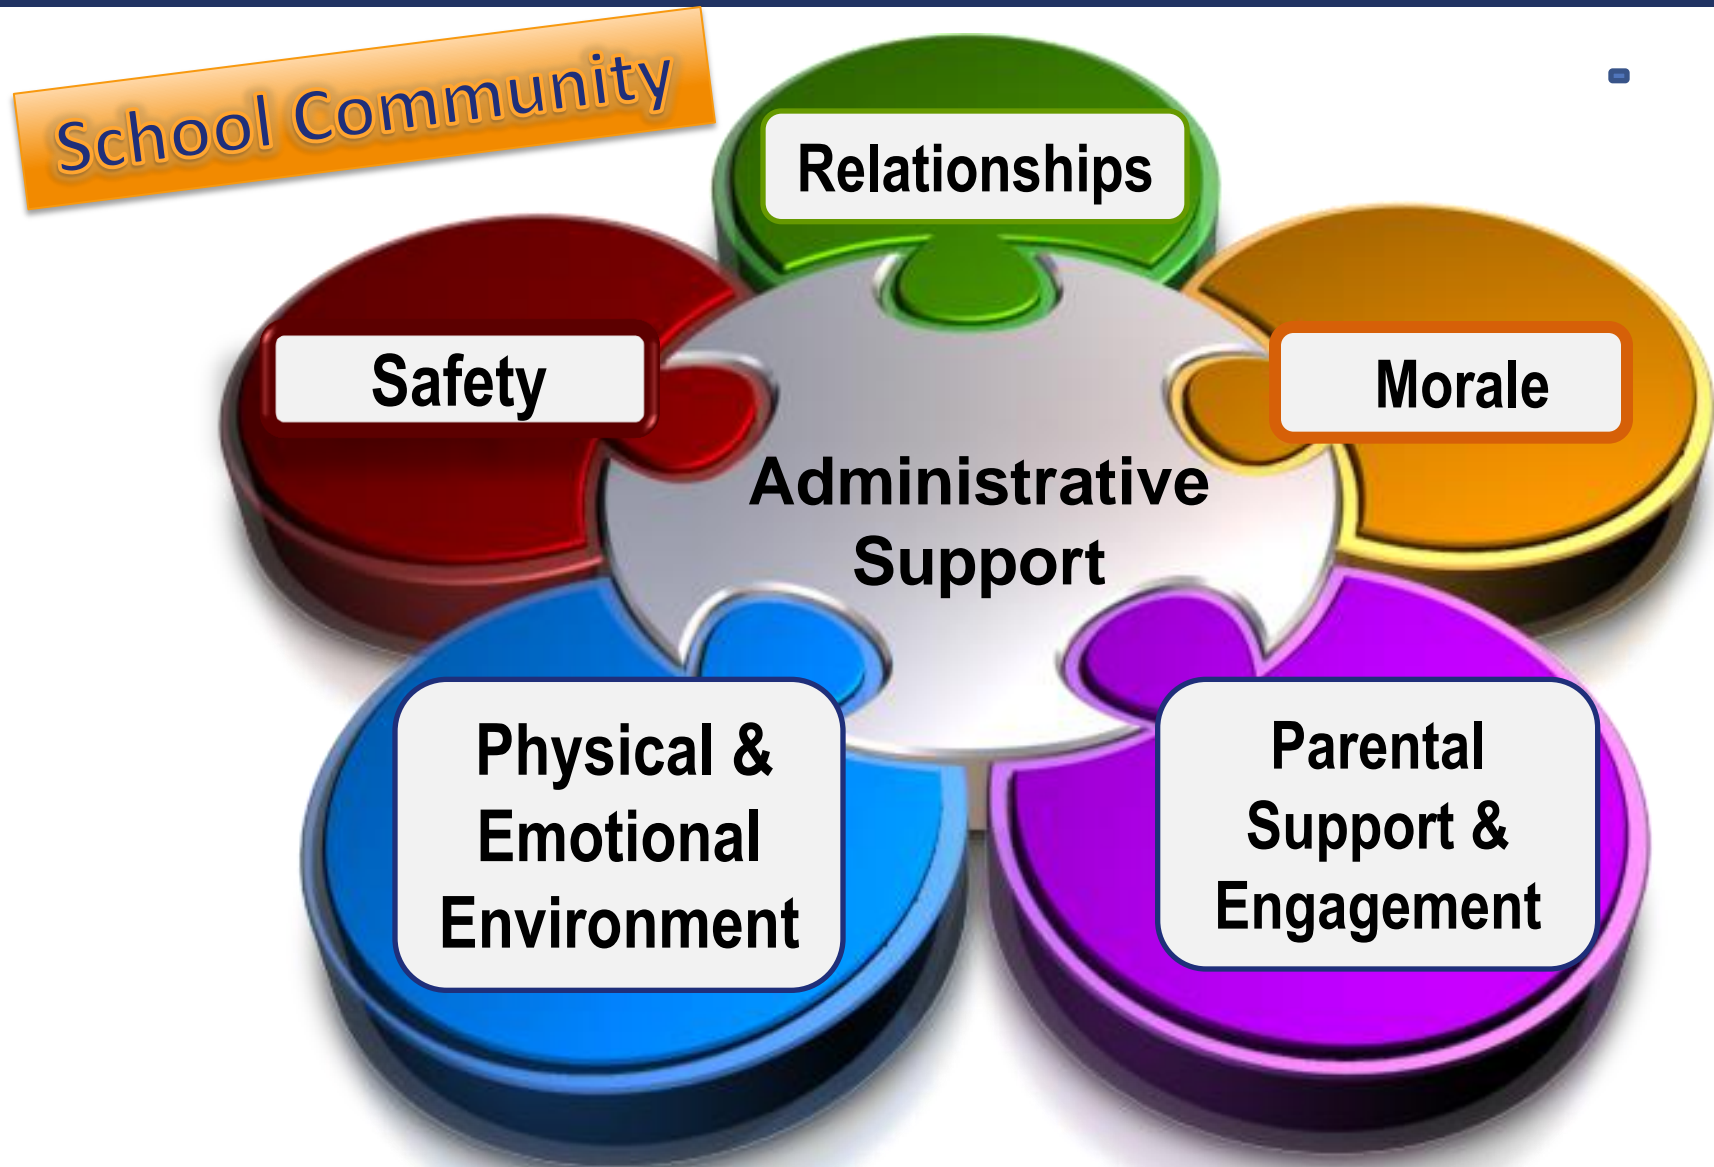 School Community
Relationships
Safety
Morale
Administrative
Support
Physical &
Emotional
Environment
Parental
Support &
Engagement